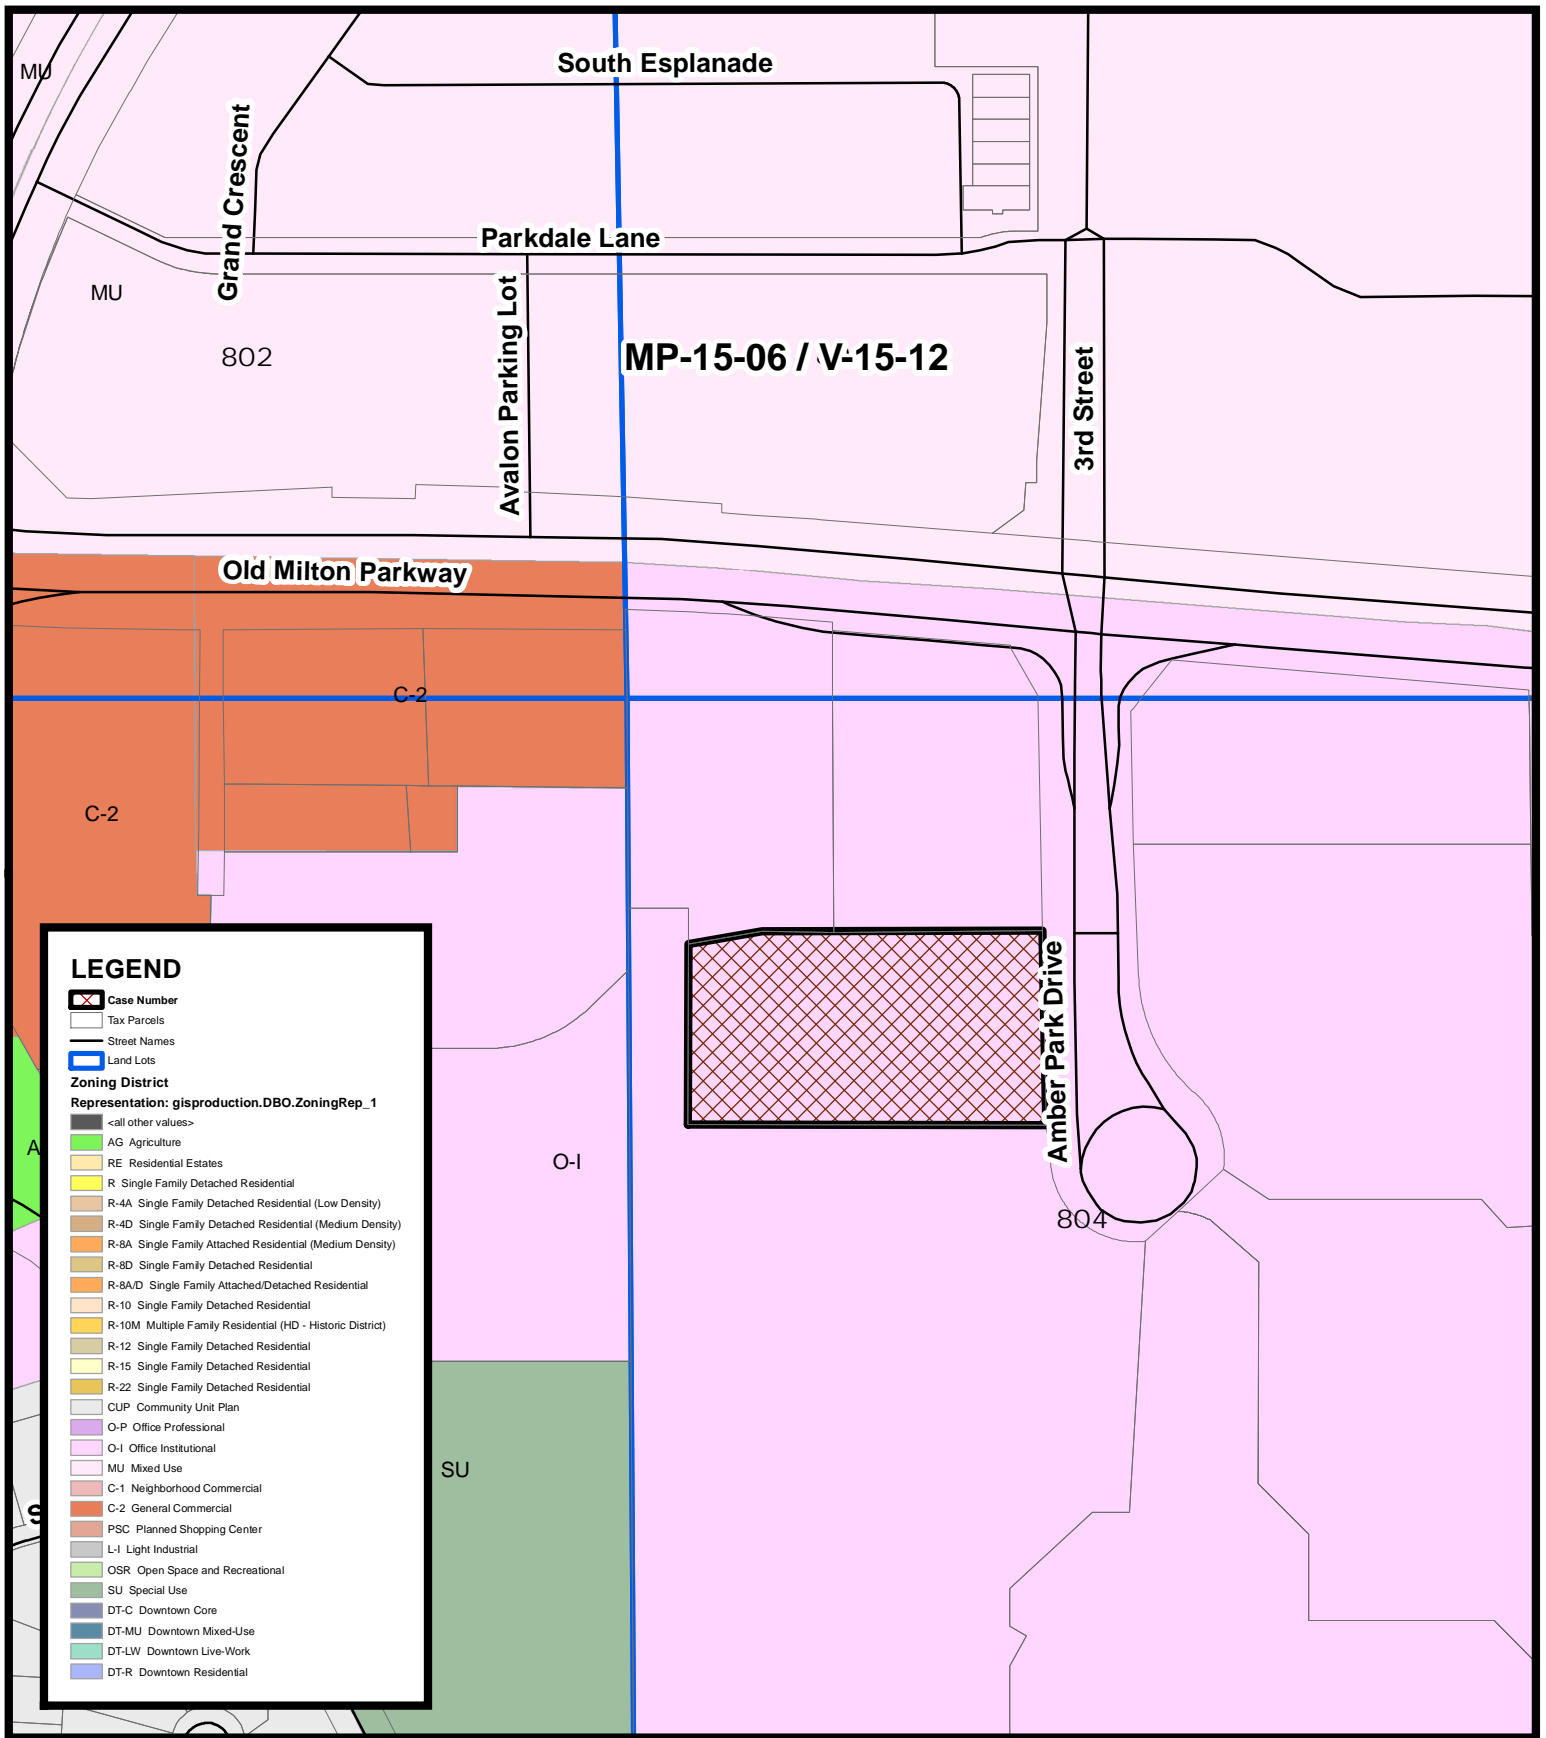 MU
South Esplanade
Grand Crescent
Parkdale Lane
MU
802
Avalon Parking Lot
MP-15-06 / V-15-12
3rd Street
Old Milton Parkway
C-2
C-2
Amber Park Drive
O-I
804
SU
A
S
LEGEND
Case Number
Tax Parcels
Street Names
Land Lots
Zoning District
Representation: gisproduction.DBO.ZoningRep_1
<all other values>
AG Agriculture
RE Residential Estates
R Single Family Detached Residential
R-4A Single Family Detached Residential (Low Density)
R-4D Single Family Detached Residential (Medium Density)
R-8A Single Family Attached Residential (Medium Density)
R-8D Single Family Detached Residential
R-8A/D Single Family Attached/Detached Residential
R-10 Single Family Detached Residential
R-10M Multiple Family Residential (HD - Historic District)
R-12 Single Family Detached Residential
R-15 Single Family Detached Residential
R-22 Single Family Detached Residential
CUP Community Unit Plan
O-P Office Professional
O-I Office Institutional
MU Mixed Use
C-1 Neighborhood Commercial
C-2 General Commercial
PSC Planned Shopping Center
L-I Light Industrial
OSR Open Space and Recreational
SU Special Use
DT-C Downtown Core
DT-MU Downtown Mixed-Use
DT-LW Downtown Live-Work
DT-R Downtown Residential